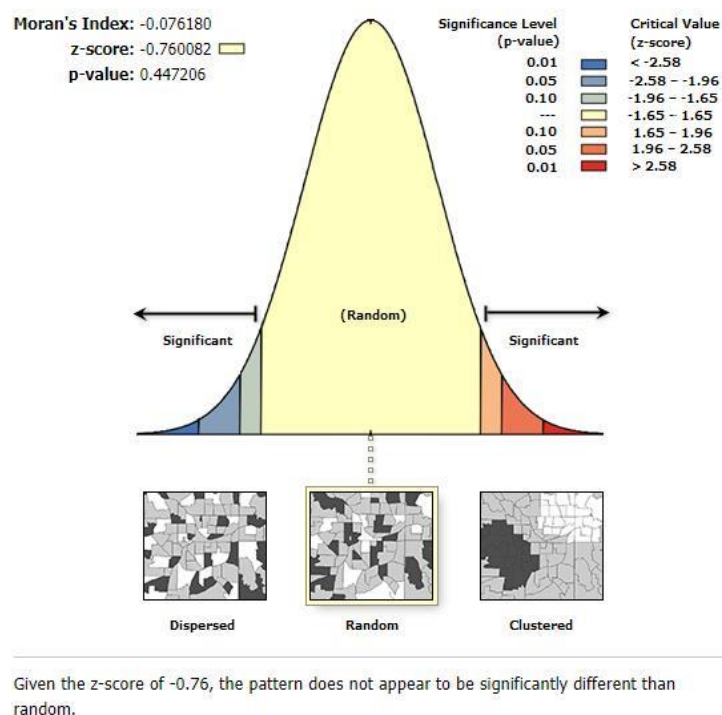 Moran's Index: -0.076180
z-score: -0.760082
p-value: 0.447206
Significance Level
(p-value)
Critical Value
(z-score)
0.01 < -2.58
0.05 -2.58 – -1.96
0.10 -1.96 – -1.65
--- -1.65 – 1.65
0.10 1.65 – 1.96
0.05 1.96 – 2.58
0.01 > 2.58
(Random)
Significant
Significant
Dispersed
Random
Clustered
Given the z-score of -0.76, the pattern does not appear to be significantly different than
random.